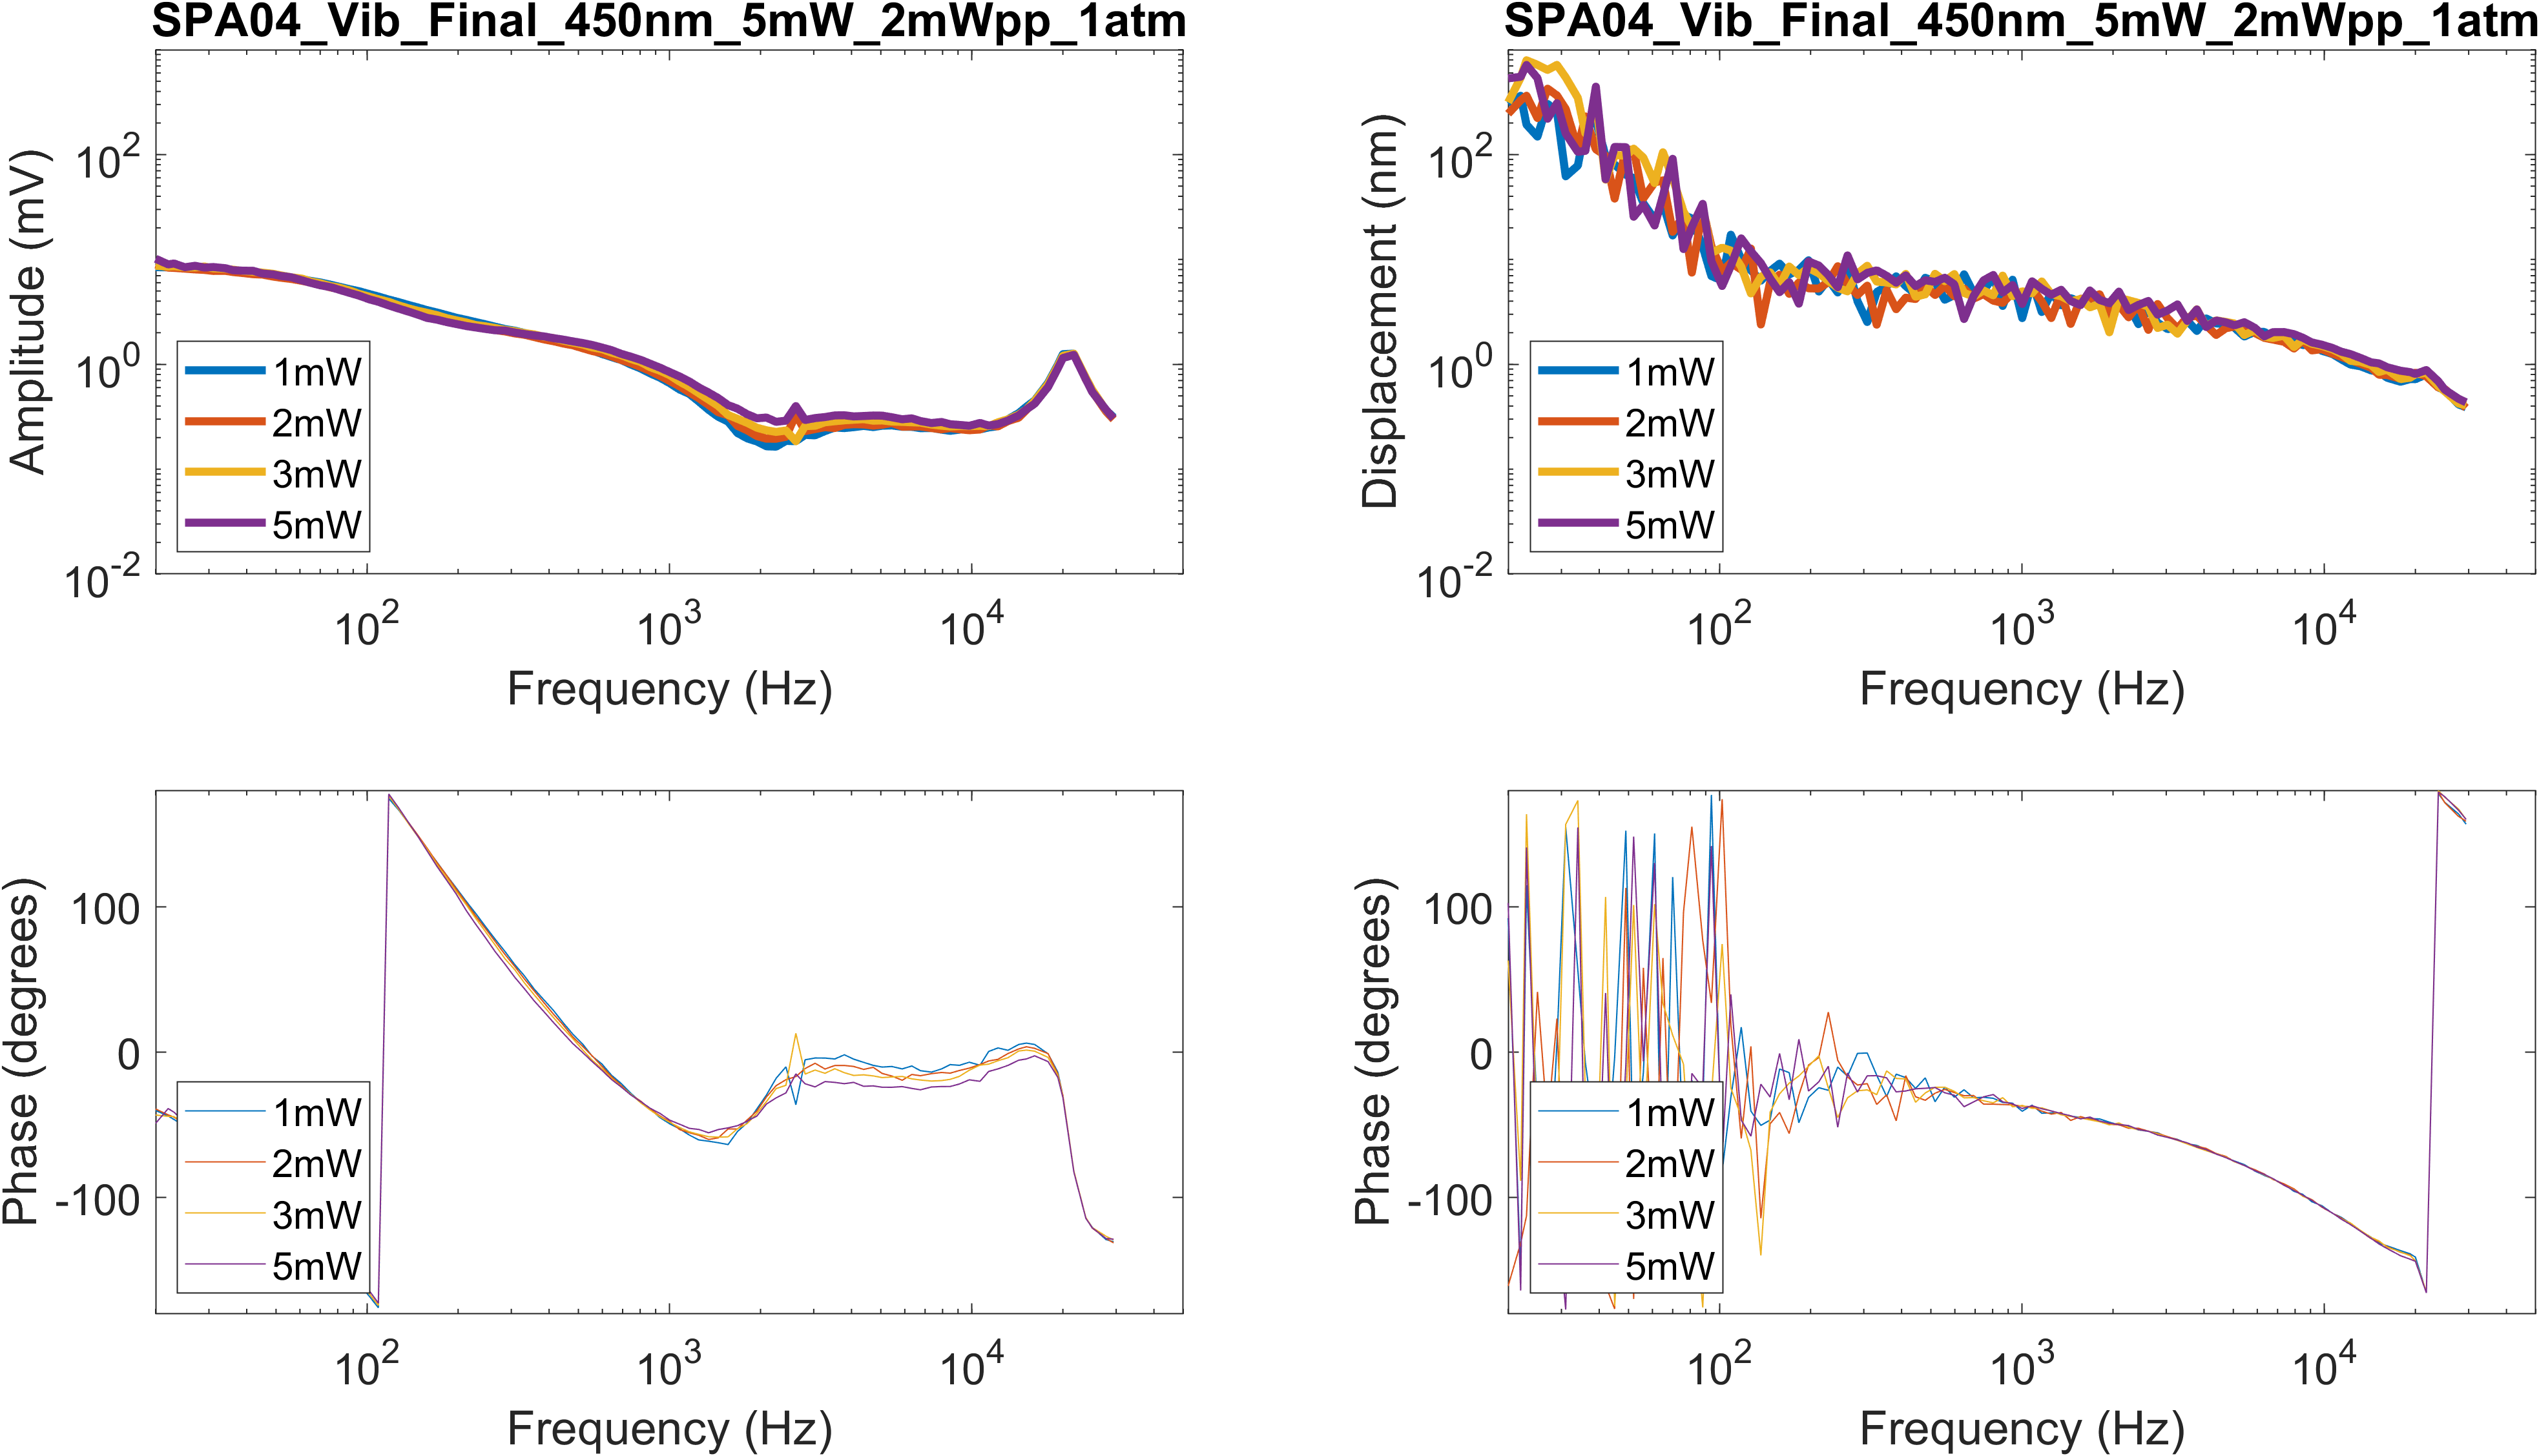 SPA04_Vib_Final_450nm_5mW_2mWpp_1atm
Amplitude (mV)
10^2
10^0
10^-2
1mW
2mW
3mW
5mW
10^2
10^3
10^4
Frequency (Hz)
SPA04_Vib_Final_450nm_5mW_2mWpp_1atm
Displacement (nm)
10^2
10^0
10^-2
1mW
2mW
3mW
5mW
10^2
10^3
10^4
Frequency (Hz)
Phase (degrees)
100
0
-100
1mW
2mW
3mW
5mW
10^2
10^3
10^4
Frequency (Hz)
Phase (degrees)
100
0
-100
1mW
2mW
3mW
5mW
10^2
10^3
10^4
Frequency (Hz)